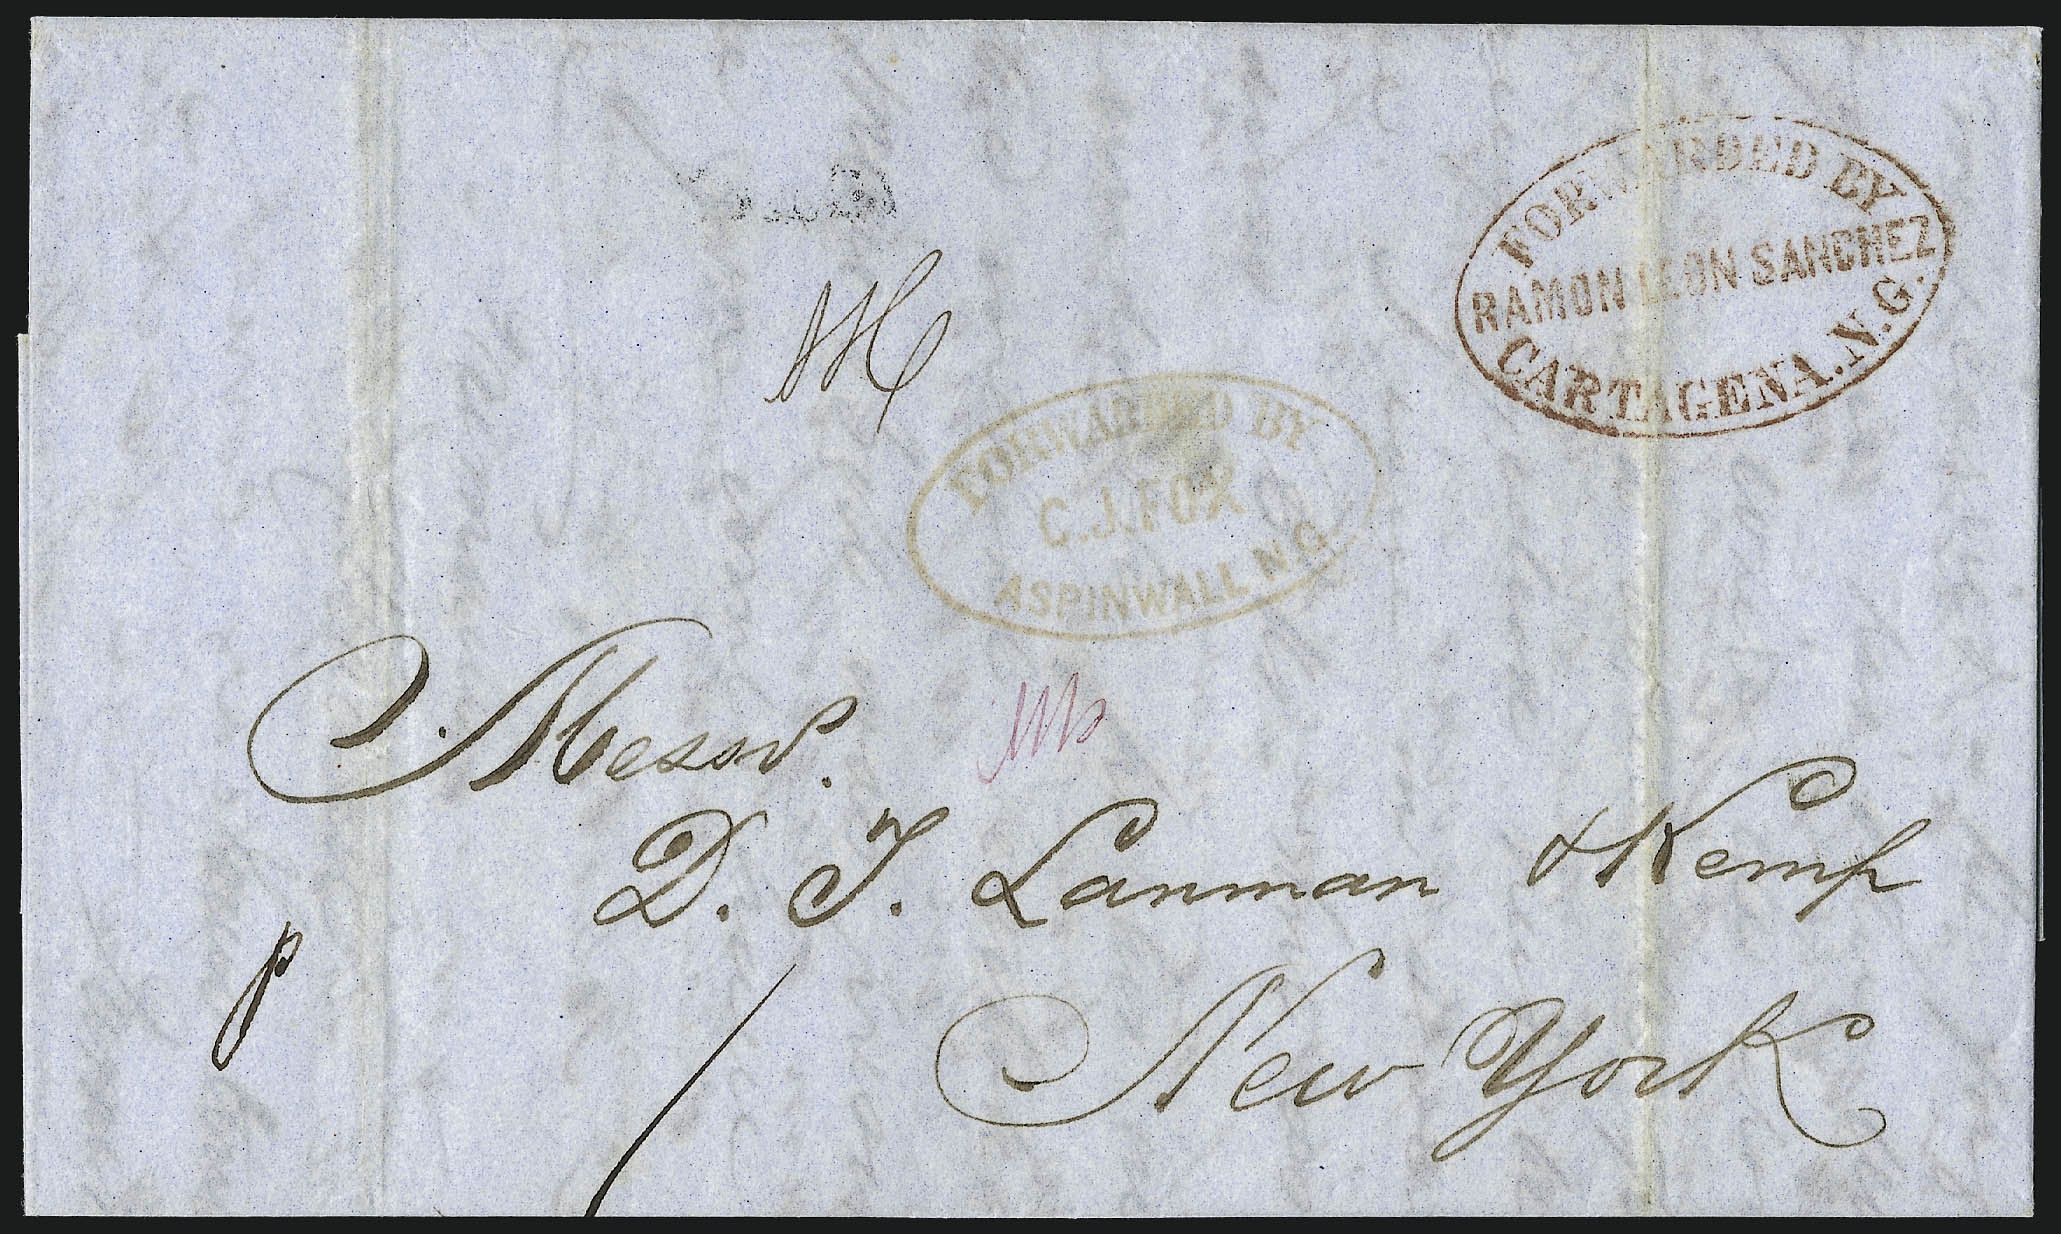 FORWARDED BY
RAMON LEON SANCHEZ
CARTAGENA. N. G.
FORWARDED BY
C. J. FOX
ASPINWALL N. G.
Messrs.
D. T. Lanman & Kemp
New York
p